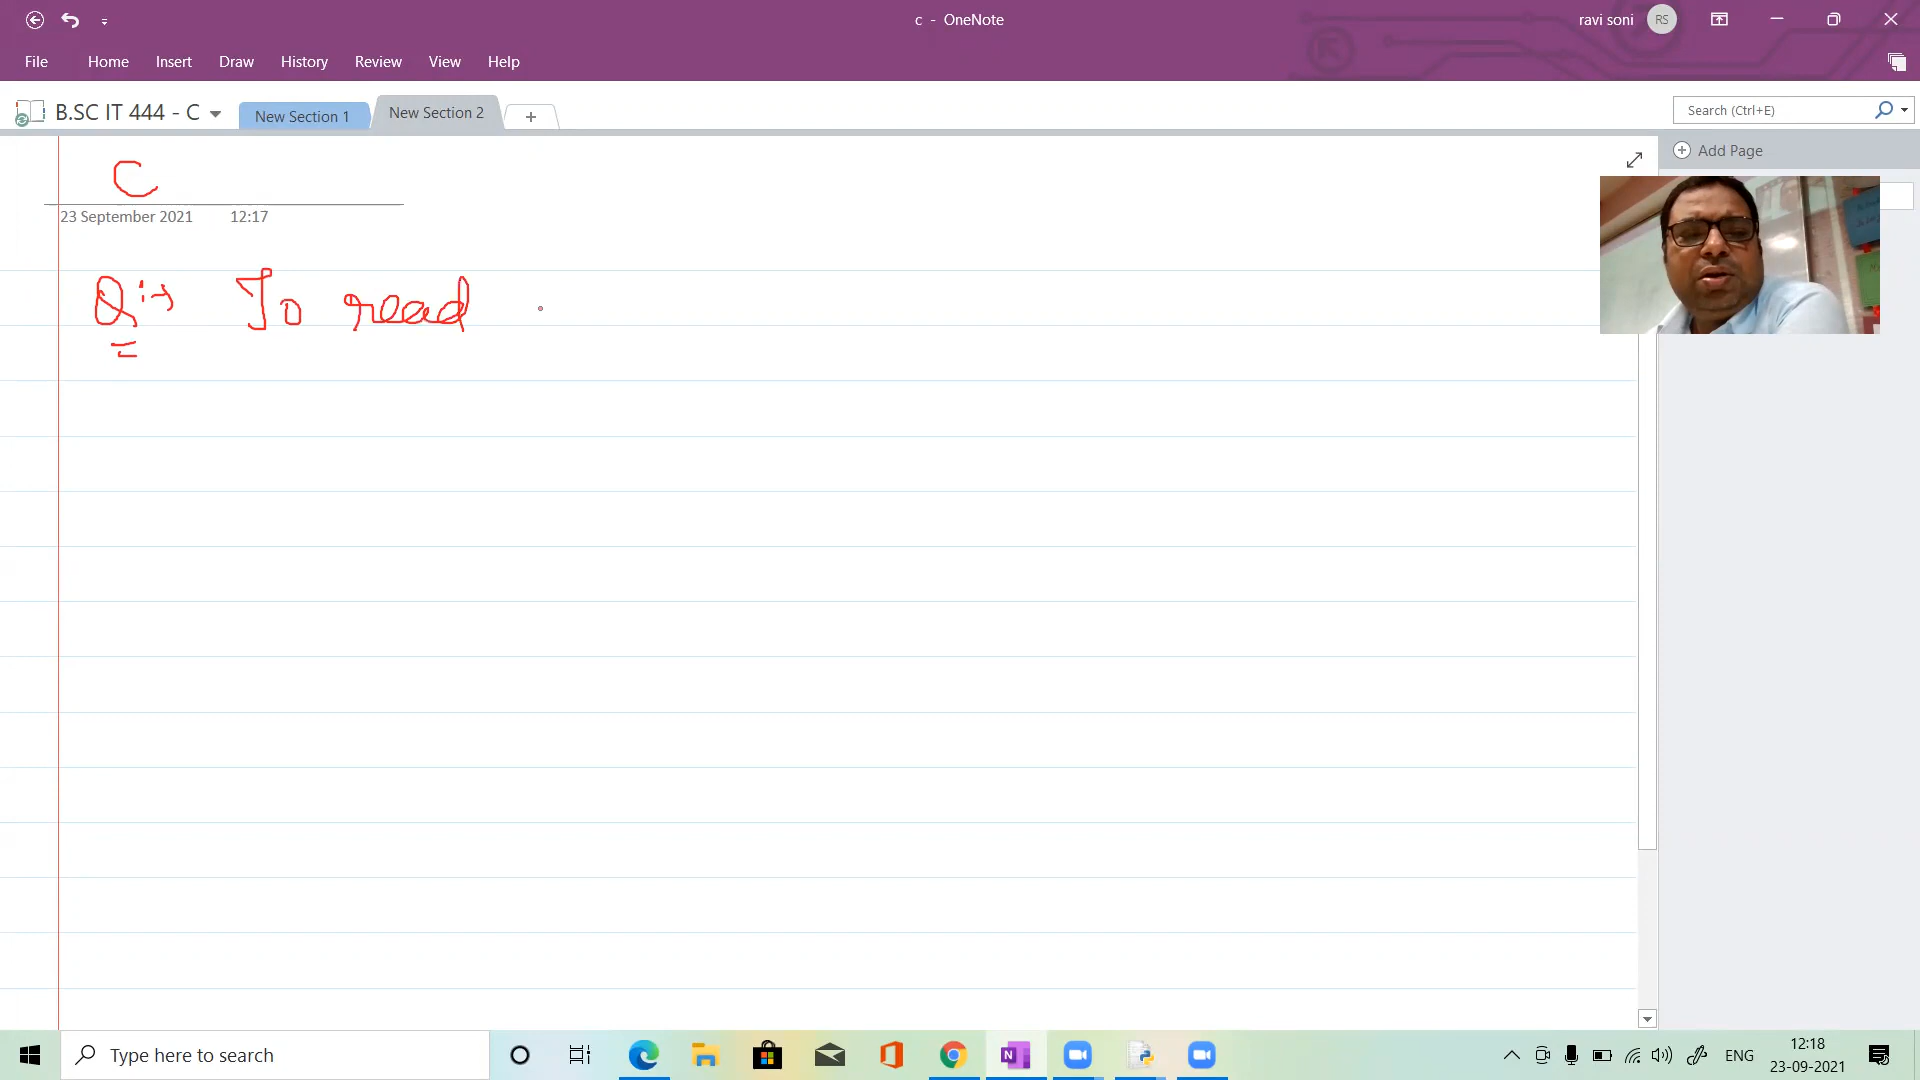 c - OneNote
ravi soni RS
File Home Insert Draw History Review View Help
B.SC IT 444 - C New Section 1 New Section 2 +
Search (Ctrl+E)
Add Page
C
23 September 2021 12:17
Q:→ To read
Type here to search
ENG
12:18
23-09-2021